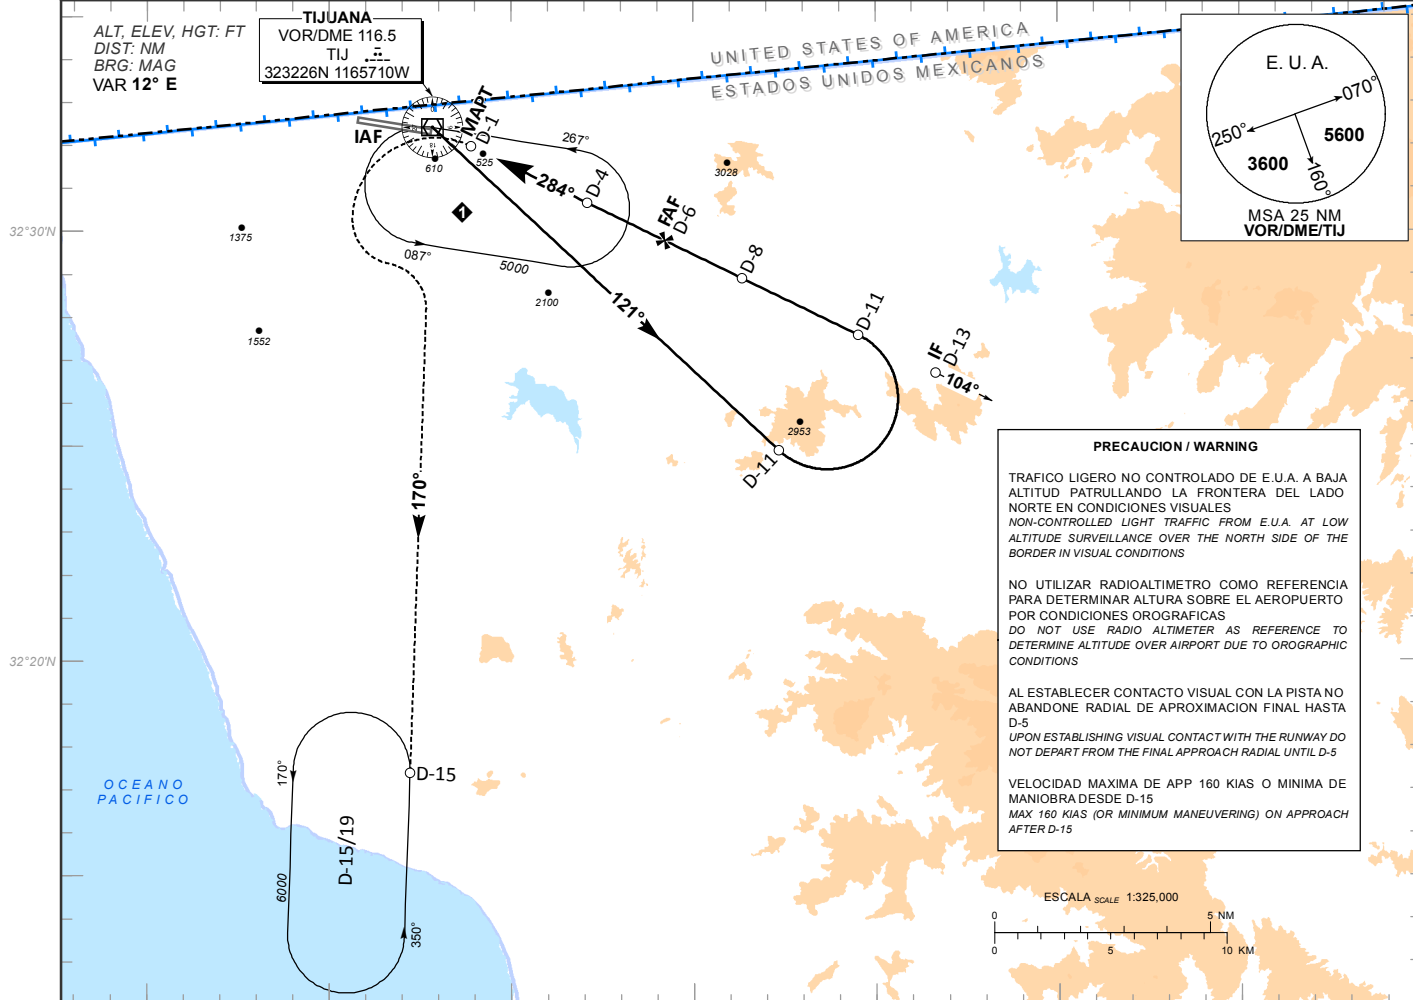 ALT, ELEV, HGT: FT
DIST: NM
BRG: MAG
VAR 12° E
TIJUANA
VOR/DME 116.5
TIJ
323226N 1165710W
UNITED STATES OF AMERICA
ESTADOS UNIDOS MEXICANOS
E. U. A.
070°
250°
5600
3600
160°
MSA 25 NM
VOR/DME/TIJ
IAF
MAPT
D-1
267°
610
525
284°
D-4
3028
FAF
D-6
1
1375
32°30'N
087°
5000
D-8
2100
121°
D-11
1552
IF
D-13
104°
2953
D-11
170°
PRECAUCION / WARNING
TRAFICO LIGERO NO CONTROLADO DE E.U.A. A BAJA
ALTITUD PATRULLANDO LA FRONTERA DEL LADO
NORTE EN CONDICIONES VISUALES
NON-CONTROLLED LIGHT TRAFFIC FROM E.U.A. AT LOW
ALTITUDE SURVEILLANCE OVER THE NORTH SIDE OF THE
BORDER IN VISUAL CONDITIONS
NO UTILIZAR RADIOALTIMETRO COMO REFERENCIA
PARA DETERMINAR ALTURA SOBRE EL AEROPUERTO
POR CONDICIONES OROGRAFICAS
DO NOT USE RADIO ALTIMETER AS REFERENCE TO
DETERMINE ALTITUDE OVER AIRPORT DUE TO OROGRAPHIC
CONDITIONS
AL ESTABLECER CONTACTO VISUAL CON LA PISTA NO
ABANDONE RADIAL DE APROXIMACION FINAL HASTA
D-5
UPON ESTABLISHING VISUAL CONTACT WITH THE RUNWAY DO
NOT DEPART FROM THE FINAL APPROACH RADIAL UNTIL D-5
VELOCIDAD MAXIMA DE APP 160 KIAS O MINIMA DE
MANIOBRA DESDE D-15
MAX 160 KIAS (OR MINIMUM MANEUVERING) ON APPROACH
AFTER D-15
32°20'N
170°
D-15
OCEANO
PACIFICO
D-15/19
6000
350°
ESCALA SCALE 1:325,000
0 5 NM
0 5 10 KM